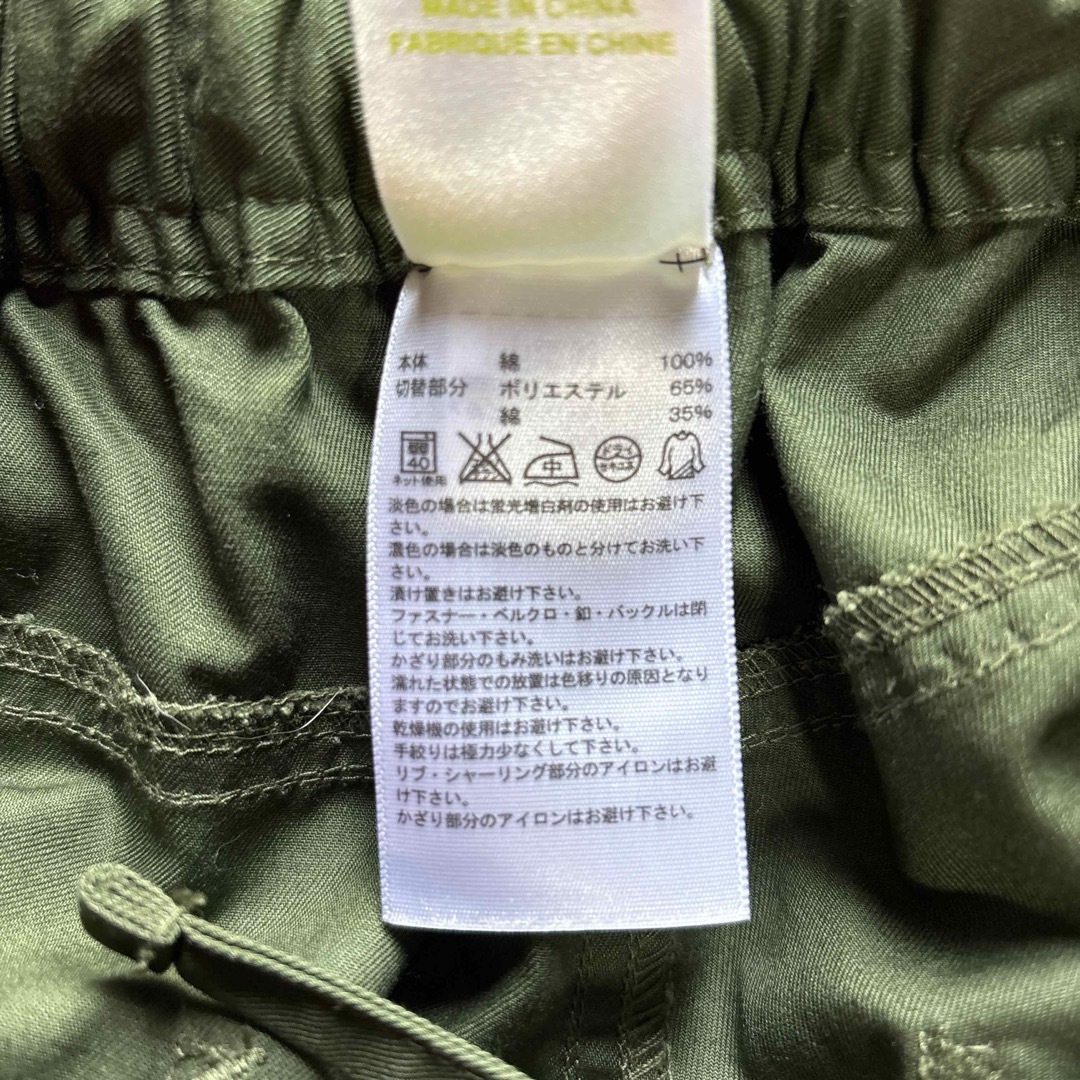 MADE IN CHINA
FABRIQUÉ EN CHINE
本体 綿 100%
切替部分 ポリエステル 65%
綿 35%
40 中
ネット使用
淡色の場合は蛍光増白剤の使用はお避け下
さい。
濃色の場合は淡色のものと分けてお洗い下
さい。
漬け置きはお避け下さい。
ファスナー・ベルクロ・釦・バックルは閉
じてお洗い下さい。
かざり部分のもみ洗いはお避け下さい。
濡れた状態での放置は色移りの原因となり
ますのでお避け下さい。
乾燥機の使用はお避け下さい。
手絞りは極力少なくして下さい。
リブ・シャーリング部分のアイロンはお避
け下さい。
かざり部分のアイロンはお避け下さい。